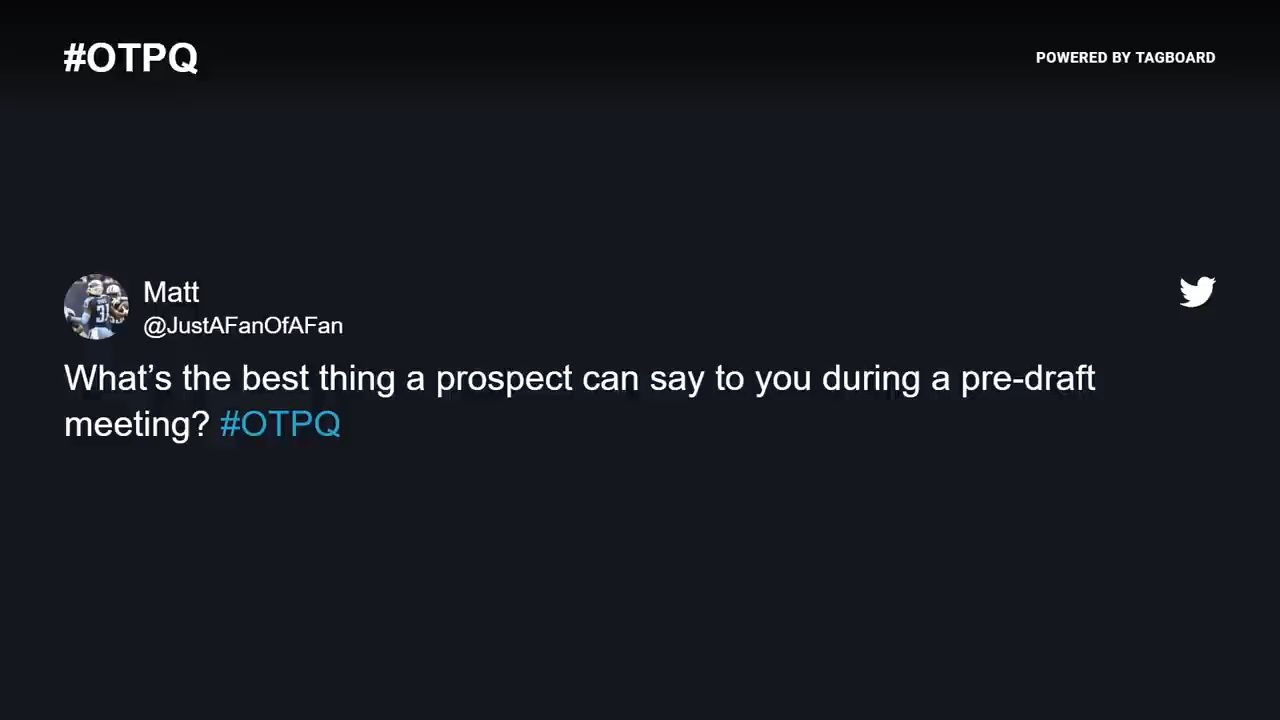 #OTPQ
POWERED BY TAGBOARD
Matt
@JustAFanOfAFan
What’s the best thing a prospect can say to you during a pre-draft
meeting? #OTPQ